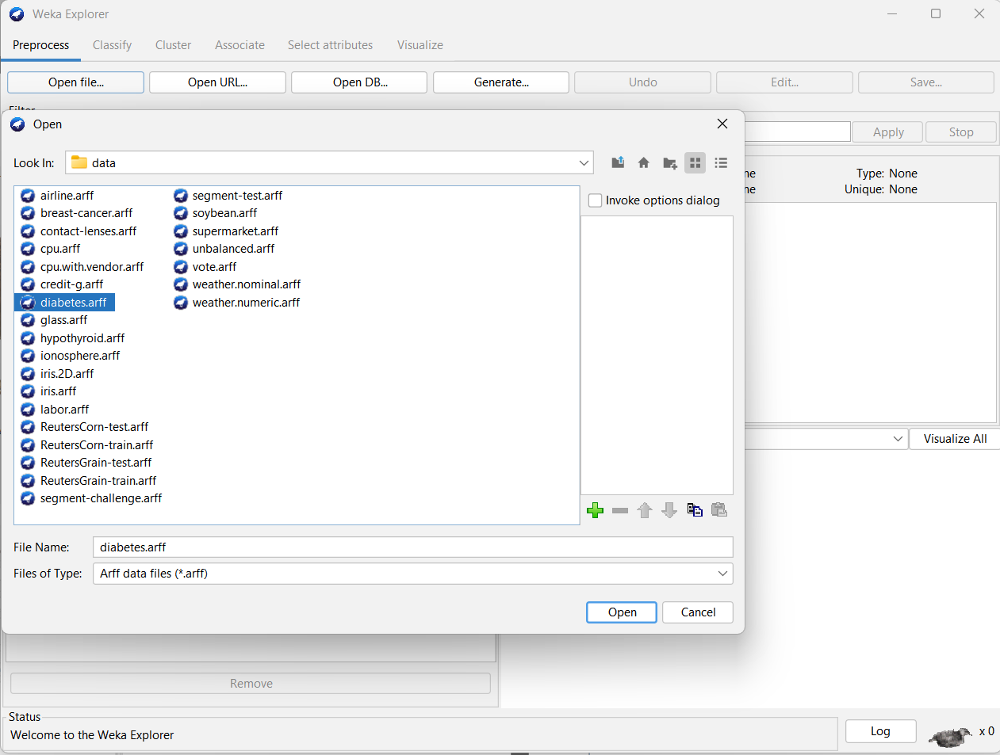 Weka Explorer
Preprocess Classify Cluster Associate Select attributes Visualize
Open file... Open URL... Open DB... Generate... Undo Edit... Save...
Open
Apply Stop
Look In: data
Type: None
Unique: None
Invoke options dialog
airline.arff
breast-cancer.arff
contact-lenses.arff
cpu.arff
cpu.with.vendor.arff
credit-g.arff
diabetes.arff
glass.arff
hypothyroid.arff
ionosphere.arff
iris.2D.arff
iris.arff
labor.arff
ReutersCorn-test.arff
ReutersCorn-train.arff
ReutersGrain-test.arff
ReutersGrain-train.arff
segment-challenge.arff
segment-test.arff
soybean.arff
supermarket.arff
unbalanced.arff
vote.arff
weather.nominal.arff
weather.numeric.arff
Visualize All
File Name: diabetes.arff
Files of Type: Arff data files (*.arff)
Open Cancel
Remove
Status
Welcome to the Weka Explorer
Log x 0